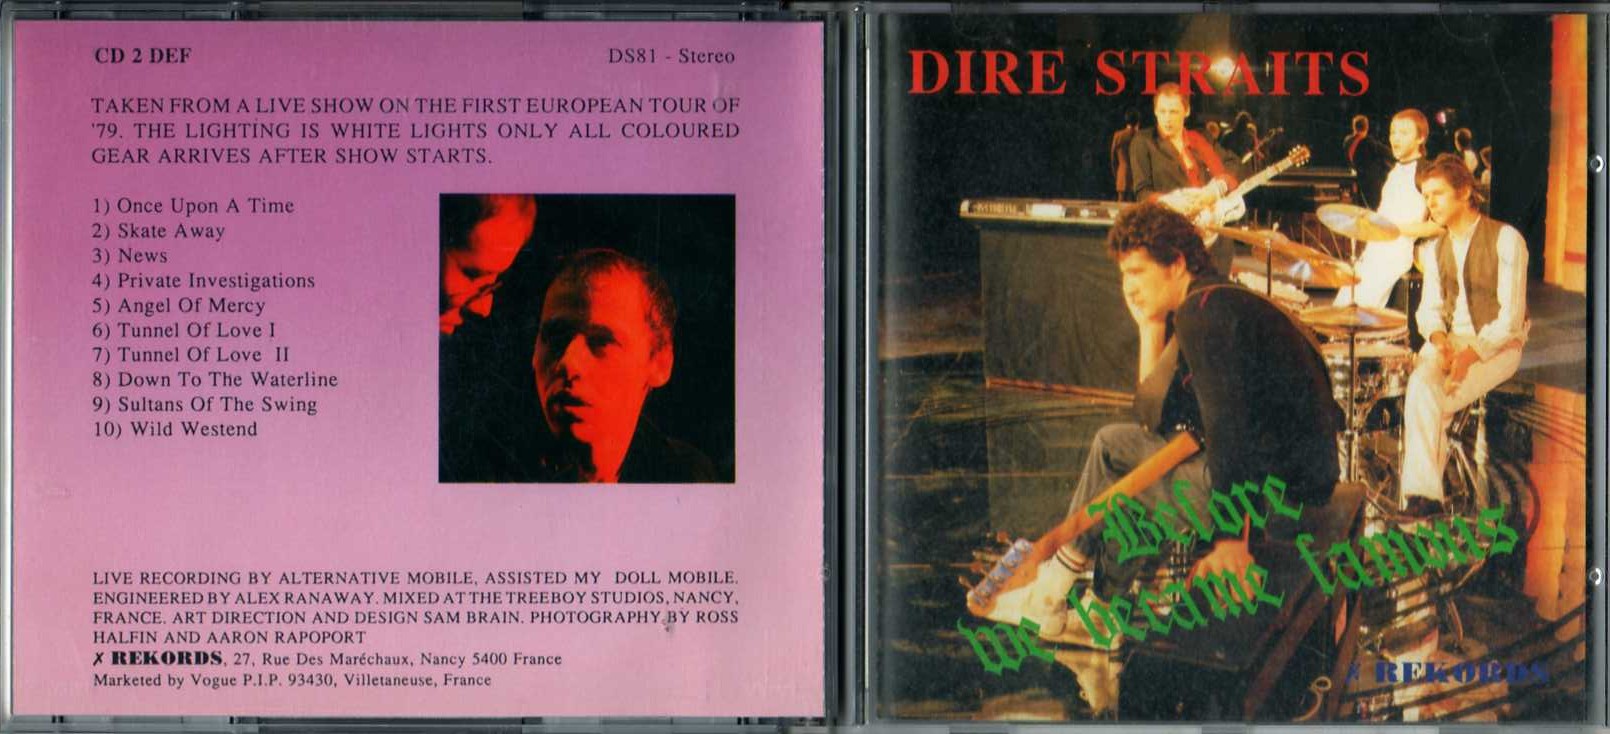 CD 2 DEF
DS81 - Stereo
TAKEN FROM A LIVE SHOW ON THE FIRST EUROPEAN TOUR OF
'79. THE LIGHTING IS WHITE LIGHTS ONLY ALL COLOURED
GEAR ARRIVES AFTER SHOW STARTS.
1) Once Upon A Time
2) Skate Away
3) News
4) Private Investigations
5) Angel Of Mercy
6) Tunnel Of Love I
7) Tunnel Of Love II
8) Down To The Waterline
9) Sultans Of The Swing
10) Wild Westend
LIVE RECORDING BY ALTERNATIVE MOBILE, ASSISTED MY DOLL MOBILE.
ENGINEERED BY ALEX RANAWAY. MIXED AT THE TREEBOY STUDIOS, NANCY,
FRANCE. ART DIRECTION AND DESIGN SAM BRAIN. PHOTOGRAPHY BY ROSS
HALFIN AND AARON RAPOPORT
X REKORDS, 27, Rue Des Maréchaux, Nancy 5400 France
Marketed by Vogue P.I.P. 93430, Villetaneuse, France
DIRE STRAITS
Before
we became famous
X REKORDS